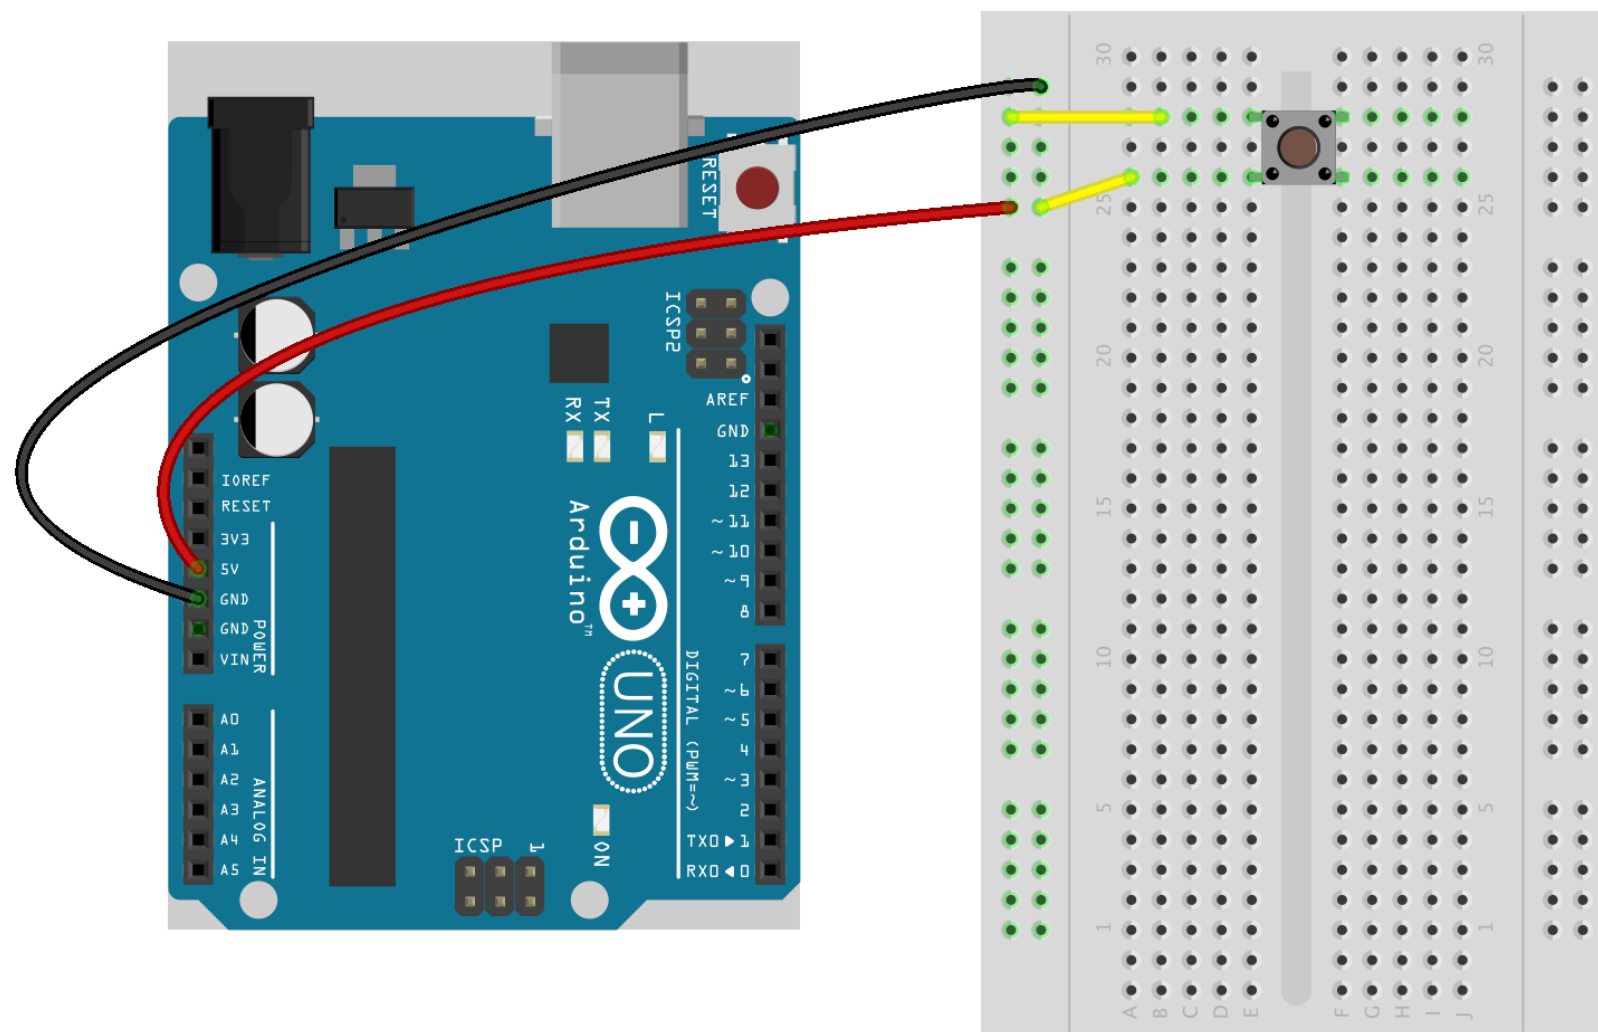 RESET
ICSP2
AREF
GND
13
12
~11
~10
~9
8
7
~6
~5
4
~3
2
TX0▶1
RX0◀0
DIGITAL (PWM=~)
RX
TX
L
Arduino™
UNO
ON
ICSP
1
IOREF
RESET
3V3
5V
GND
GND
VIN
POWER
A0
A1
A2
A3
A4
A5
ANALOG IN
30 30
25 25
20 20
15 15
10 10
5 5
1 1
A B C D E F G H I J